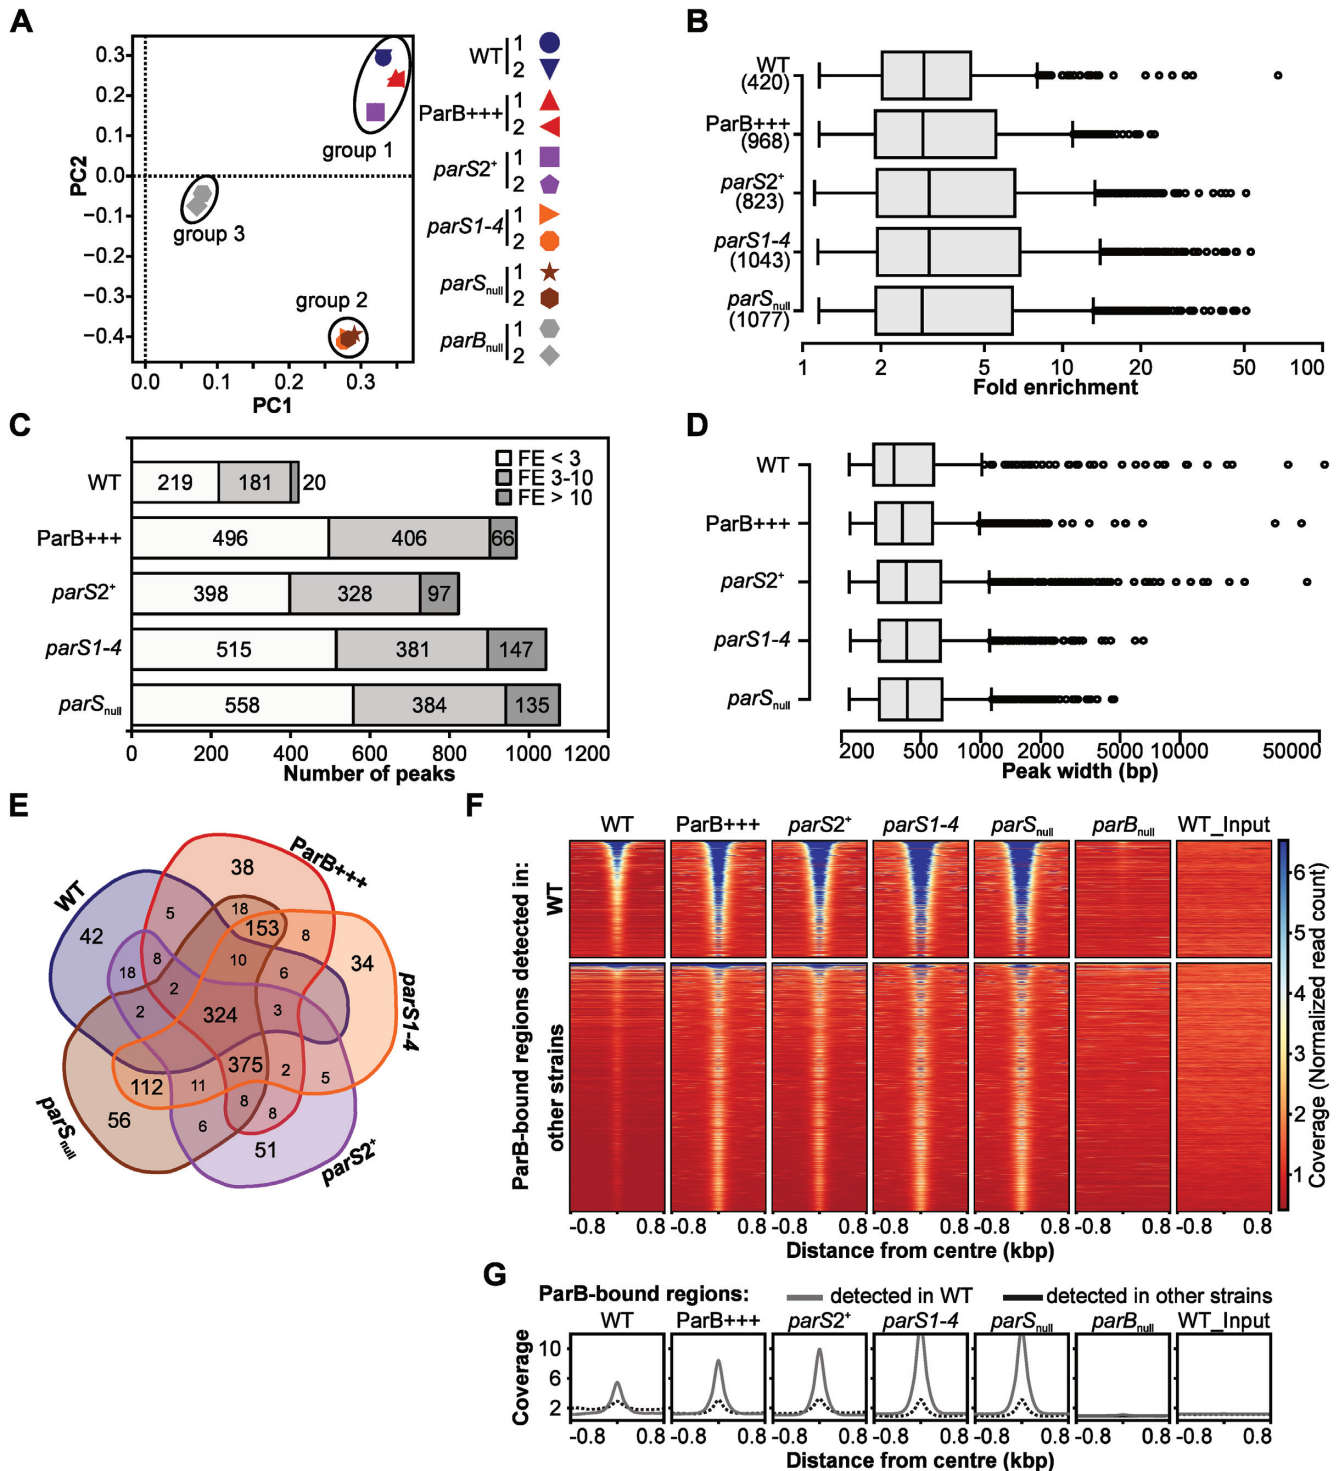 A
0.3
0.2
0.1
0.0
−0.1
−0.2
−0.3
−0.4
PC2
0.0 0.1 0.2 0.3
PC1
group 1
group 3
group 2
WT 1
2
ParB+++ 1
2
parS2+ 1
2
parS1-4 1
2
parSnull 1
2
parBnull 1
2
B
WT
(420)
ParB+++
(968)
parS2+
(823)
parS1-4
(1043)
parSnull
(1077)
1 2 5 10 20 50 100
Fold enrichment
C
FE < 3
FE 3-10
FE > 10
WT 219 181 20
ParB+++ 496 406 66
parS2+ 398 328 97
parS1-4 515 381 147
parSnull 558 384 135
0 200 400 600 800 1000 1200
Number of peaks
D
WT
ParB+++
parS2+
parS1-4
parSnull
200 500 1000 2000 5000 10000 50000
Peak width (bp)
E
ParB+++
WT
parS1-4
parSnull
parS2+
38
5 18 153 8
42 34
18 8 10 6
2 2 324 3
112 11 375 2 5
56 6 8 8
51
F
WT ParB+++ parS2+ parS1-4 parSnull parBnull WT_Input
ParB-bound regions detected in:
WT
other strains
6
5
4
3
2
1
Coverage (Normalized read count)
-0.8 0.8 -0.8 0.8 -0.8 0.8 -0.8 0.8 -0.8 0.8 -0.8 0.8 -0.8 0.8
Distance from centre (kbp)
G
ParB-bound regions: detected in WT detected in other strains
WT ParB+++ parS2+ parS1-4 parSnull parBnull WT_Input
Coverage
10
6
2
-0.8 0.8 -0.8 0.8 -0.8 0.8 -0.8 0.8 -0.8 0.8 -0.8 0.8 -0.8 0.8
Distance from centre (kbp)